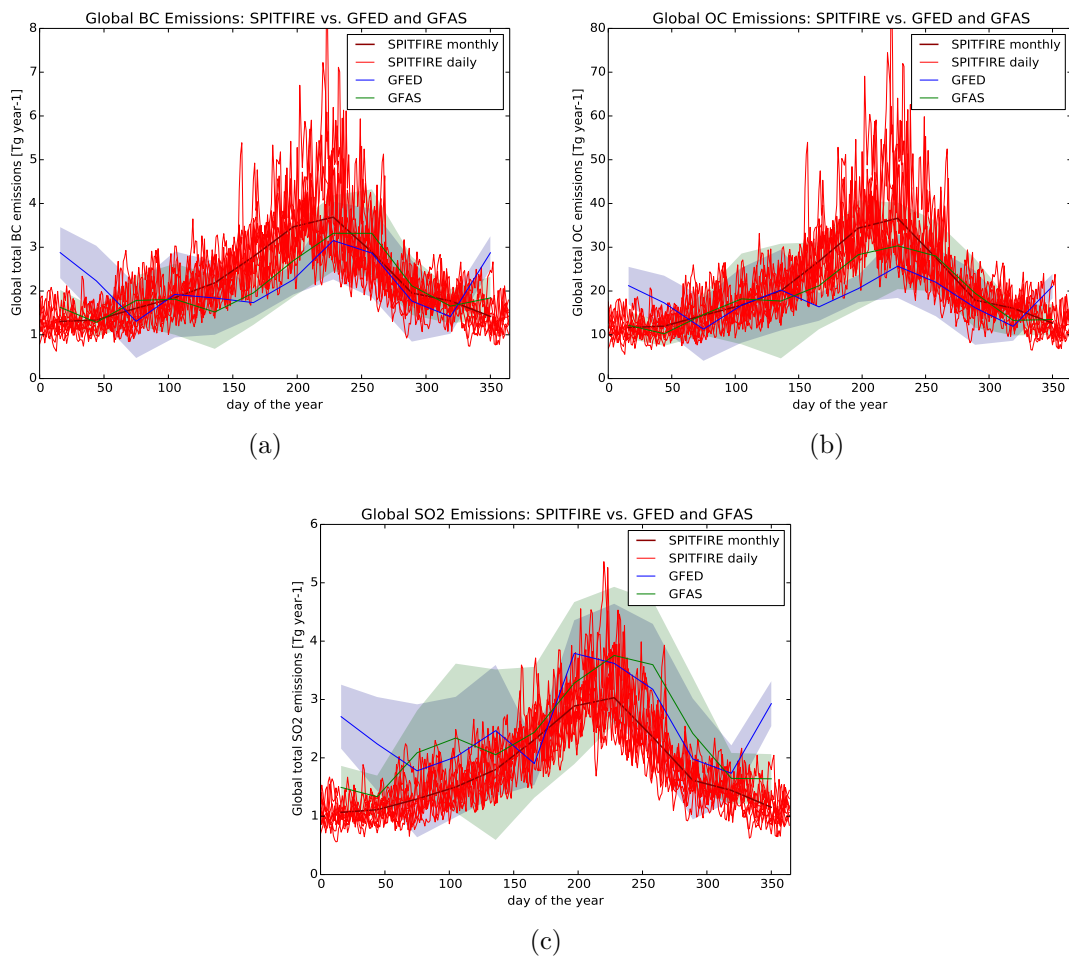 Global BC Emissions: SPITFIRE vs. GFED and GFAS
SPITFIRE monthly
SPITFIRE daily
GFED
GFAS
Global total BC emissions [Tg year-1]
8
7
6
5
4
3
2
1
0
0 50 100 150 200 250 300 350
day of the year
(a)
Global OC Emissions: SPITFIRE vs. GFED and GFAS
SPITFIRE monthly
SPITFIRE daily
GFED
GFAS
Global total OC emissions [Tg year-1]
80
70
60
50
40
30
20
10
0
0 50 100 150 200 250 300 350
day of the year
(b)
Global SO2 Emissions: SPITFIRE vs. GFED and GFAS
SPITFIRE monthly
SPITFIRE daily
GFED
GFAS
Global total SO2 emissions [Tg year-1]
6
5
4
3
2
1
0
0 50 100 150 200 250 300 350
day of the year
(c)